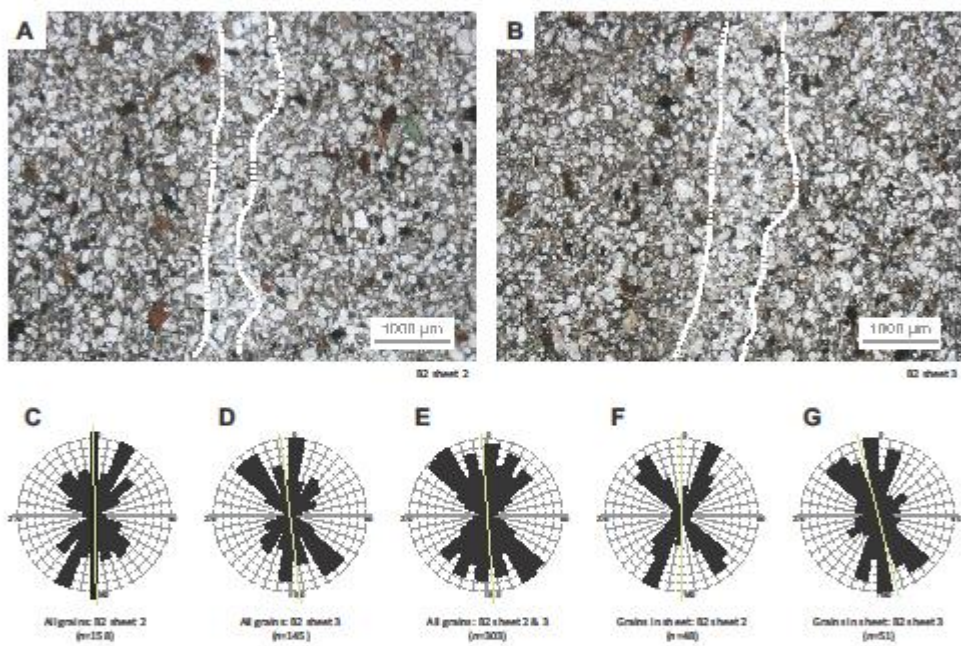 A
B
1000 µm
1000 µm
B2 sheet 2
B2 sheet 3
C
D
E
F
G
All grains: B2 sheet 2
(n=158)
All grains: B2 sheet 3
(n=145)
All grains: B2 sheet 2 & 3
(n=303)
Grains in sheet: B2 sheet 2
(n=48)
Grains in sheet: B2 sheet 3
(n=51)